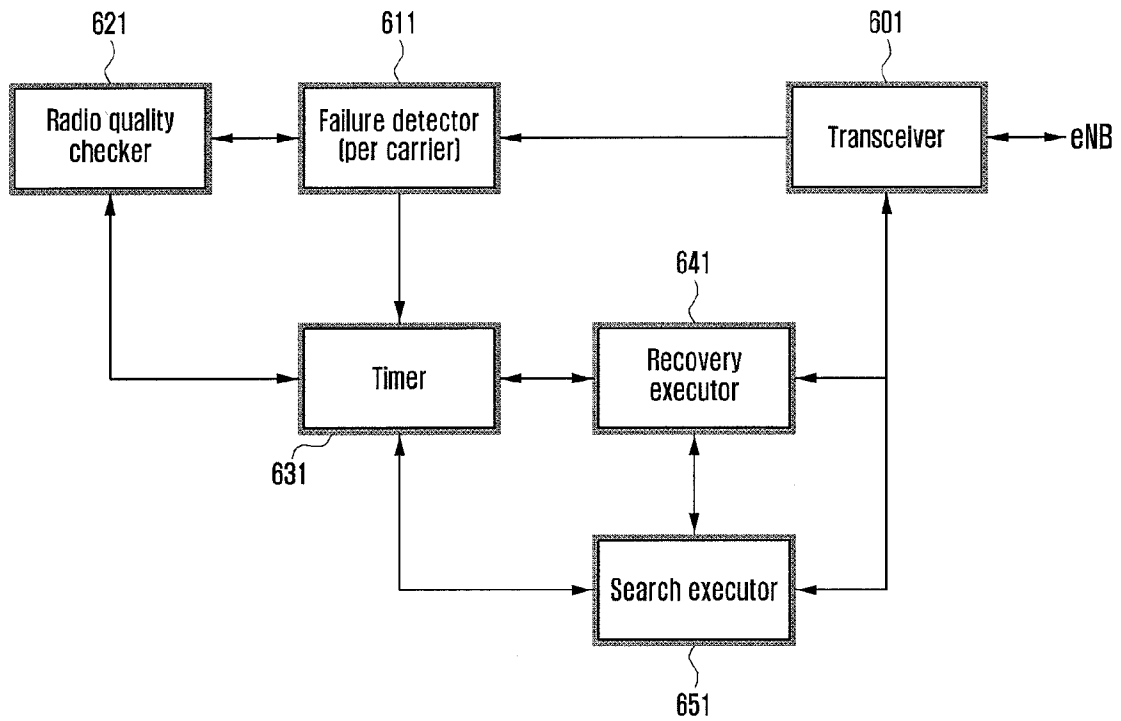 621
611
601
Radio quality
checker
Failure detector
(per carrier)
Transceiver
eNB
641
Timer
Recovery
executor
631
Search executor
651